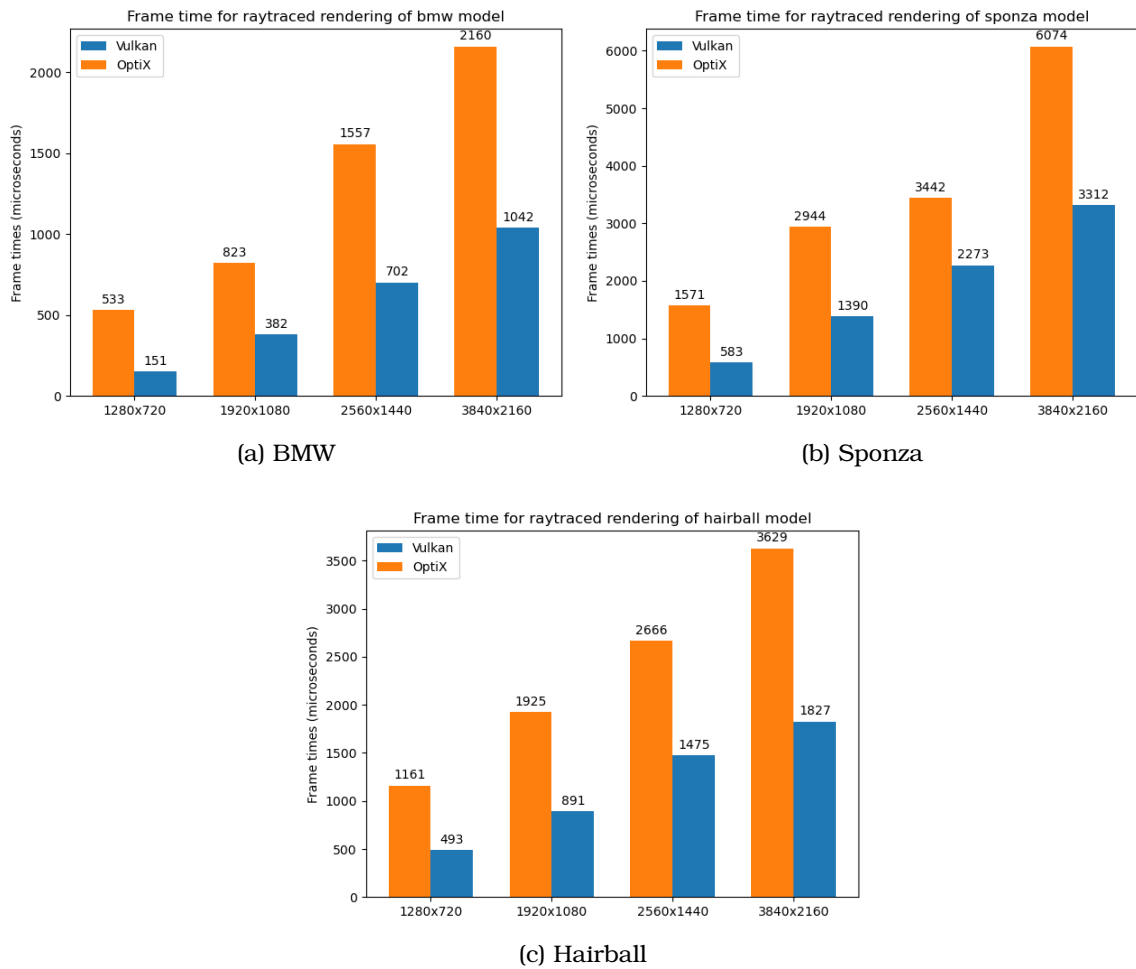 Frame time for raytraced rendering of bmw model
Vulkan
OptiX
Frame times (microseconds)
2000
1500
1000
500
0
533
151
823
382
1557
702
2160
1042
1280x720
1920x1080
2560x1440
3840x2160
(a) BMW
Frame time for raytraced rendering of sponza model
Vulkan
OptiX
Frame times (microseconds)
6000
5000
4000
3000
2000
1000
0
1571
583
2944
1390
3442
2273
6074
3312
1280x720
1920x1080
2560x1440
3840x2160
(b) Sponza
Frame time for raytraced rendering of hairball model
Vulkan
OptiX
Frame times (microseconds)
3500
3000
2500
2000
1500
1000
500
0
1161
493
1925
891
2666
1475
3629
1827
1280x720
1920x1080
2560x1440
3840x2160
(c) Hairball